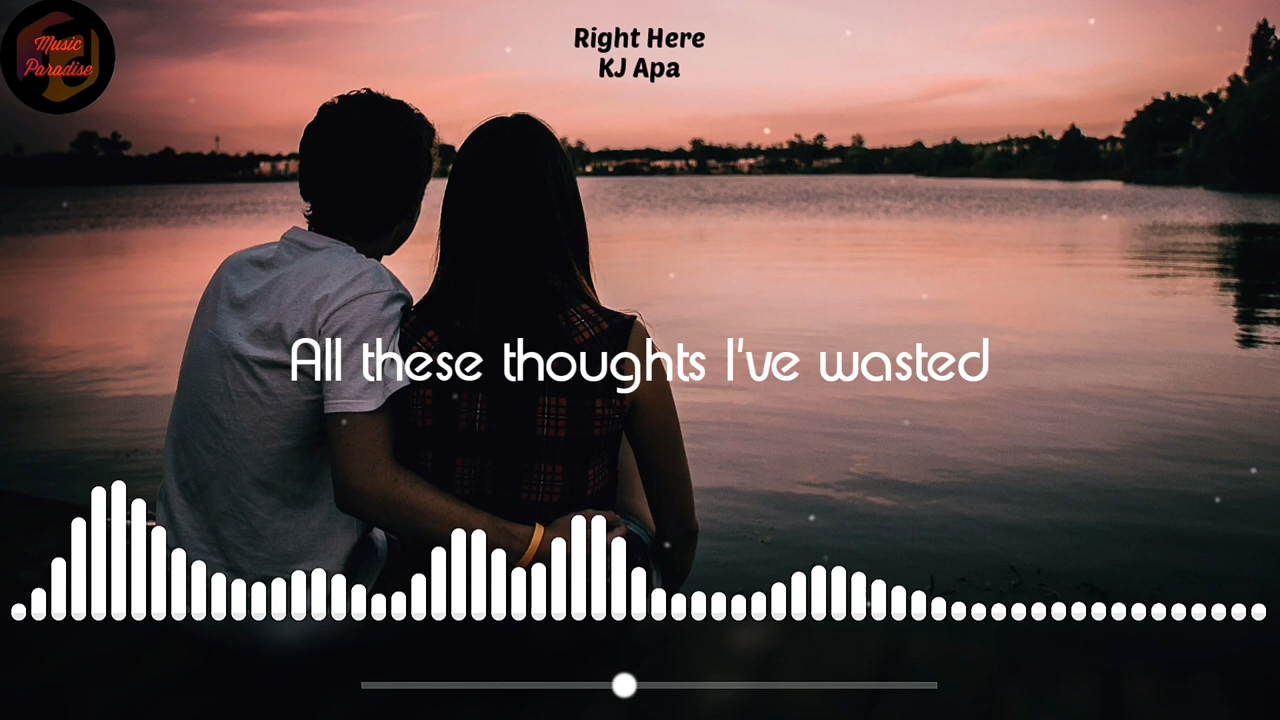 Music
Paradise
Right Here
KJ Apa
All these thoughts I've wasted